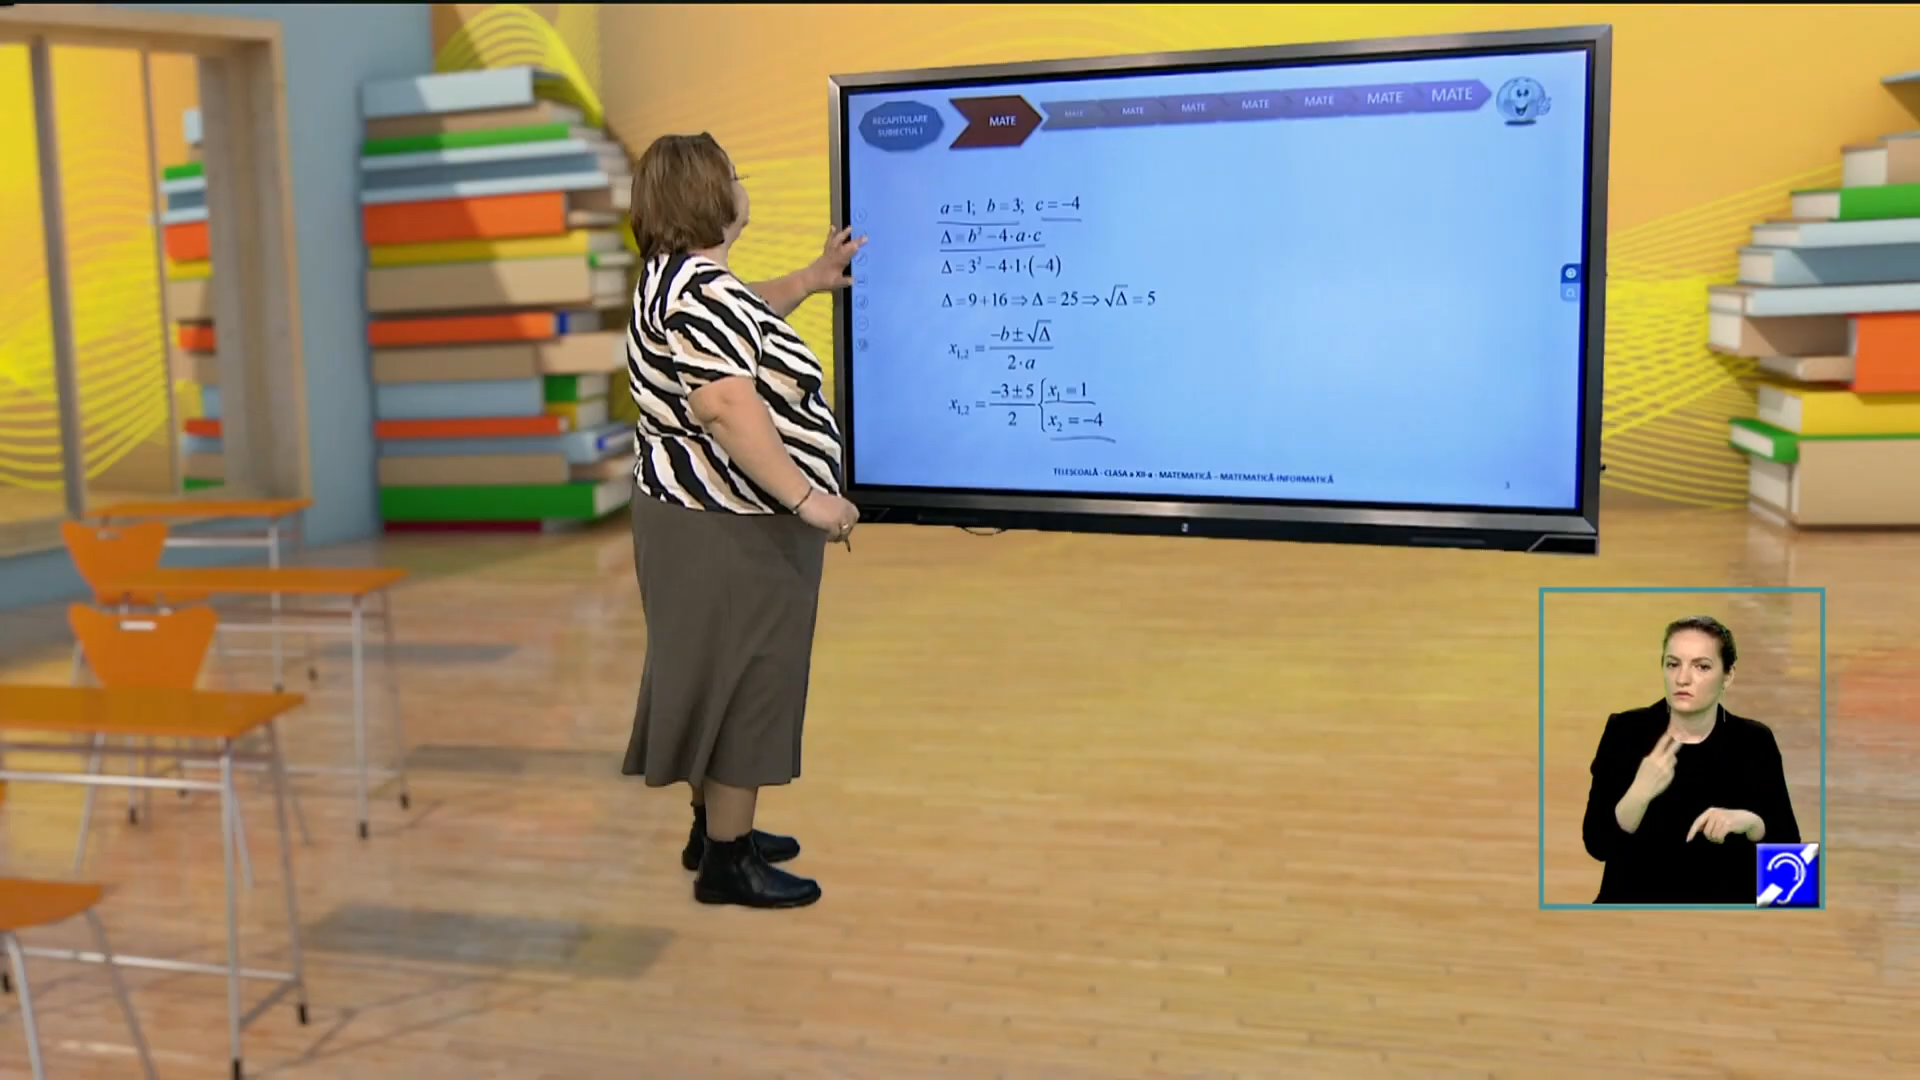 RECAPITULARE
SUBIECTUL I
MATE
MATE
MATE
MATE
MATE
MATE
MATE
MATE
a = 1; b = 3; c = −4
Δ = b² − 4·a·c
Δ = 3² − 4·1·(−4)
Δ = 9 + 16 ⇒ Δ = 25 ⇒ √Δ = 5
x₁,₂ = (−b ± √Δ) / (2·a)
x₁,₂ = (−3 ± 5) / 2 { x₁ = 1
x₂ = −4
TELEȘCOALĂ - CLASA a XII-a - MATEMATICĂ – MATEMATICĂ-INFORMATICĂ
3